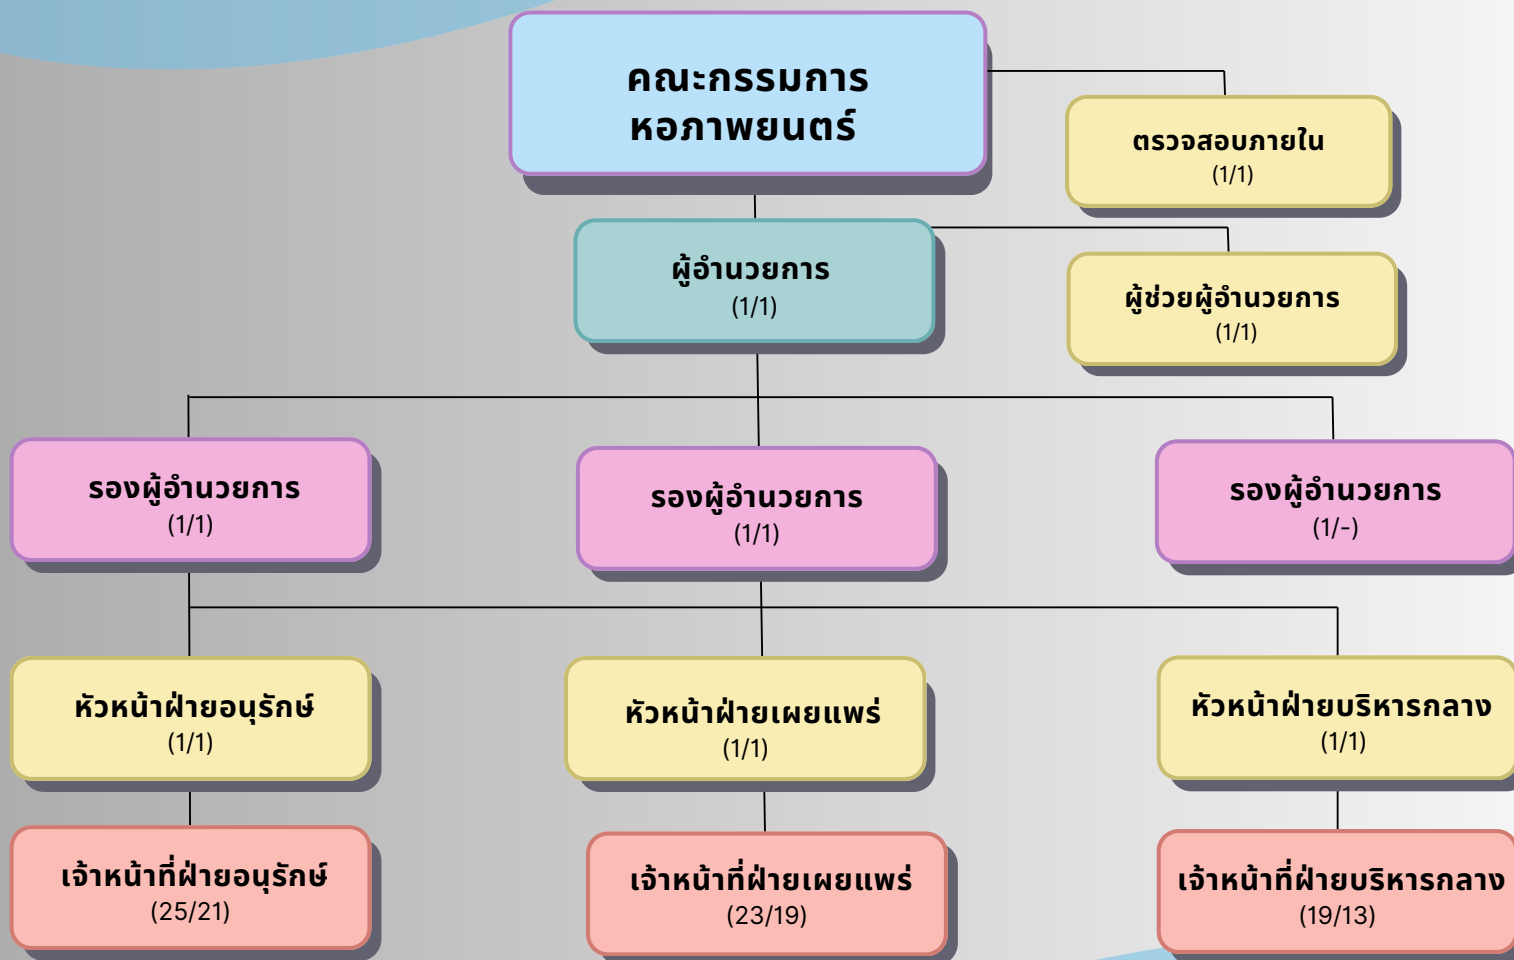 คณะกรรมการ
หอภาพยนตร์
ตรวจสอบภายใน
(1/1)
ผู้อำนวยการ
(1/1)
ผู้ช่วยผู้อำนวยการ
(1/1)
รองผู้อำนวยการ
(1/1)
รองผู้อำนวยการ
(1/1)
รองผู้อำนวยการ
(1/-)
หัวหน้าฝ่ายอนุรักษ์
(1/1)
หัวหน้าฝ่ายเผยแพร่
(1/1)
หัวหน้าฝ่ายบริหารกลาง
(1/1)
เจ้าหน้าที่ฝ่ายอนุรักษ์
(25/21)
เจ้าหน้าที่ฝ่ายเผยแพร่
(23/19)
เจ้าหน้าที่ฝ่ายบริหารกลาง
(19/13)